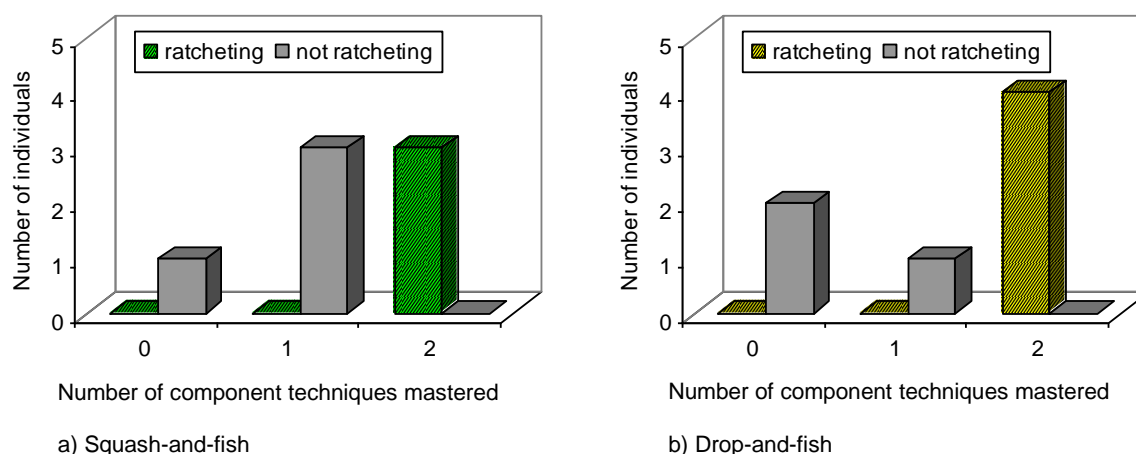 5
4
3
2
1
0
Number of individuals
ratcheting not ratcheting
0 1 2
Number of component techniques mastered
a) Squash-and-fish
5
4
3
2
1
0
Number of individuals
ratcheting not ratcheting
0 1 2
Number of component techniques mastered
b) Drop-and-fish